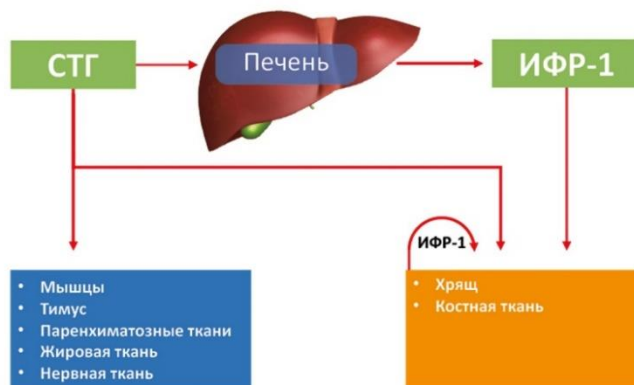 СТГ
Печень
ИФР-1
ИФР-1
• Мышцы
• Тимус
• Паренхиматозные ткани
• Жировая ткань
• Нервная ткань
• Хрящ
• Костная ткань